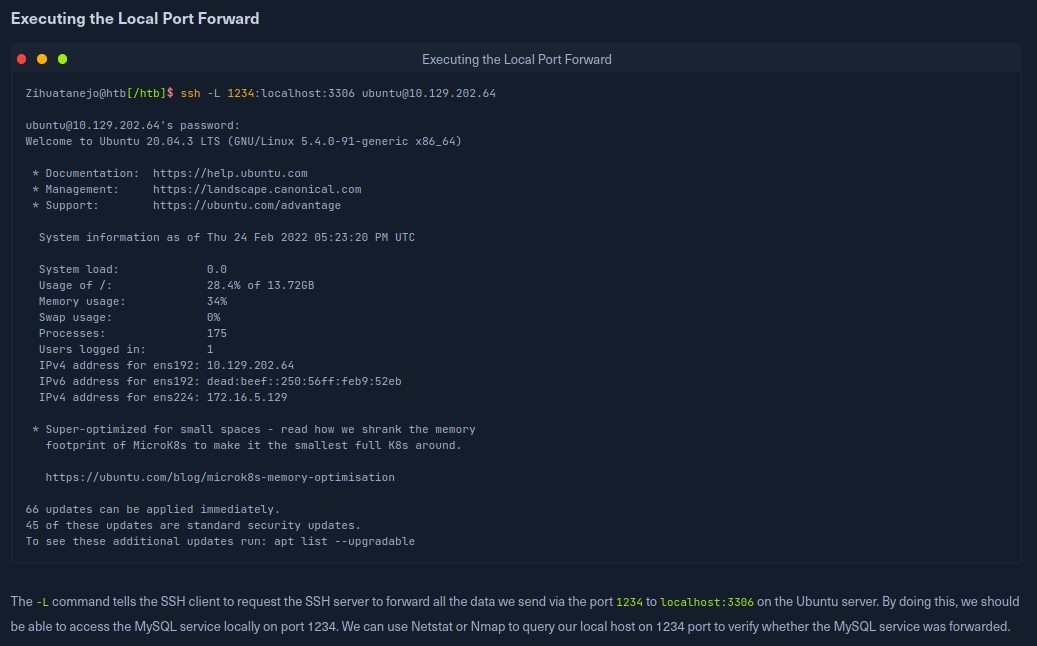 Executing the Local Port Forward
Executing the Local Port Forward
Zihuatanejo@htb[/htb]$ ssh -L 1234:localhost:3306 ubuntu@10.129.202.64
ubuntu@10.129.202.64's password:
Welcome to Ubuntu 20.04.3 LTS (GNU/Linux 5.4.0-91-generic x86_64)
* Documentation:  https://help.ubuntu.com
* Management:     https://landscape.canonical.com
* Support:        https://ubuntu.com/advantage
System information as of Thu 24 Feb 2022 05:23:20 PM UTC
System load:             0.0
Usage of /:              28.4% of 13.72GB
Memory usage:            34%
Swap usage:              0%
Processes:               175
Users logged in:         1
IPv4 address for ens192: 10.129.202.64
IPv6 address for ens192: dead:beef::250:56ff:feb9:52eb
IPv4 address for ens224: 172.16.5.129
* Super-optimized for small spaces - read how we shrank the memory
footprint of MicroK8s to make it the smallest full K8s around.
https://ubuntu.com/blog/microk8s-memory-optimisation
66 updates can be applied immediately.
45 of these updates are standard security updates.
To see these additional updates run: apt list --upgradable
The -L command tells the SSH client to request the SSH server to forward all the data we send via the port 1234 to localhost:3306 on the Ubuntu server. By doing this, we should
be able to access the MySQL service locally on port 1234. We can use Netstat or Nmap to query our local host on 1234 port to verify whether the MySQL service was forwarded.